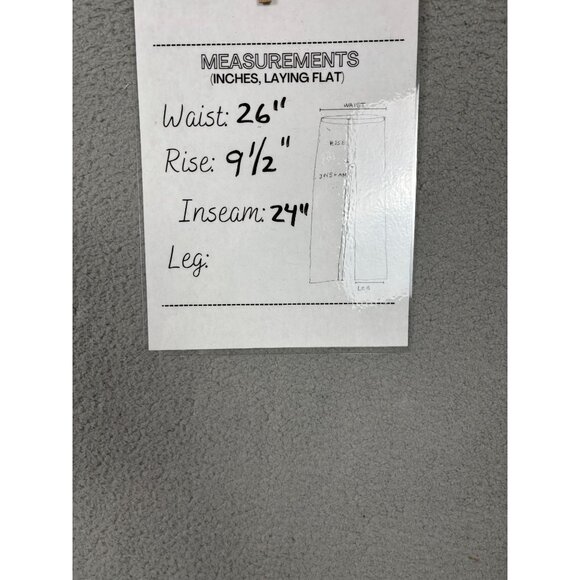 MEASUREMENTS
(INCHES, LAYING FLAT)
Waist: 26"
Rise: 9 1/2"
Inseam: 24"
Leg:
WAIST
RISE
INSEAM
LEG